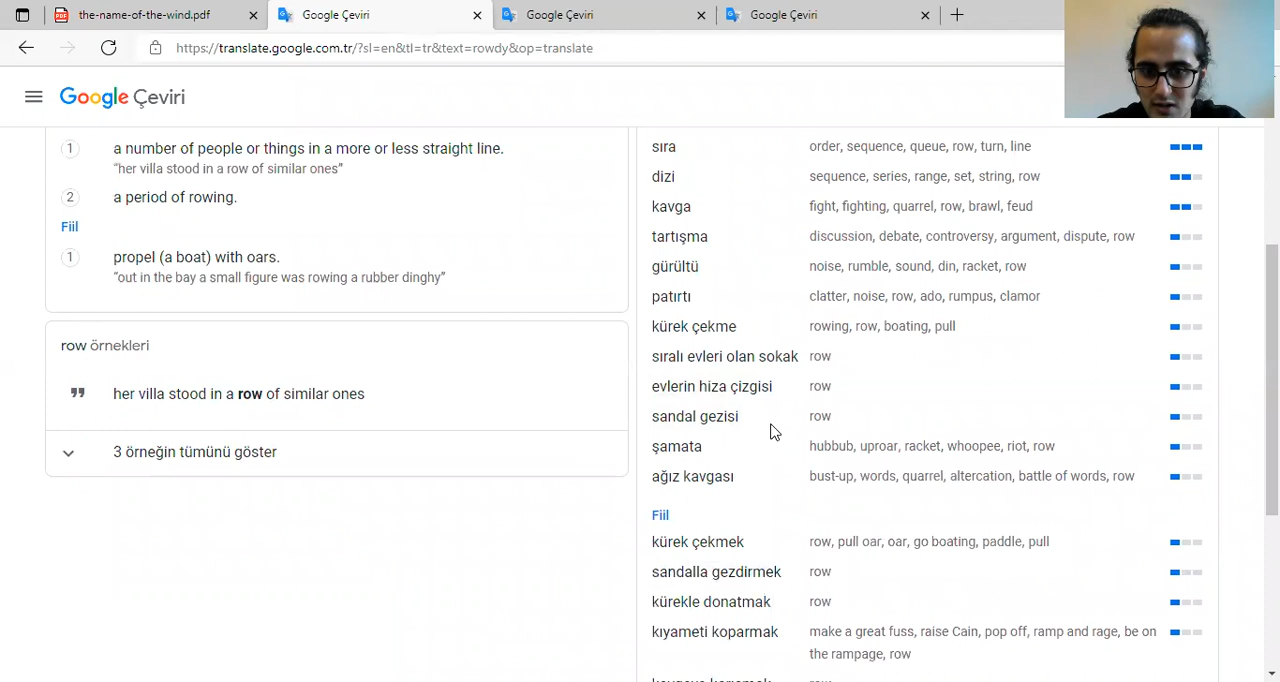 the-name-of-the-wind.pdf
Google Çeviri
Google Çeviri
Google Çeviri
https://translate.google.com.tr/?sl=en&tl=tr&text=rowdy&op=translate
Google Çeviri
1 a number of people or things in a more or less straight line.
“her villa stood in a row of similar ones”
2 a period of rowing.
Fiil
1 propel (a boat) with oars.
“out in the bay a small figure was rowing a rubber dinghy”
row örnekleri
her villa stood in a row of similar ones
3 örneğin tümünü göster
sıra order, sequence, queue, row, turn, line
dizi sequence, series, range, set, string, row
kavga fight, fighting, quarrel, row, brawl, feud
tartışma discussion, debate, controversy, argument, dispute, row
gürültü noise, rumble, sound, din, racket, row
patırtı clatter, noise, row, ado, rumpus, clamor
kürek çekme rowing, row, boating, pull
sıralı evleri olan sokak row
evlerin hiza çizgisi row
sandal gezisi row
şamata hubbub, uproar, racket, whoopee, riot, row
ağız kavgası bust-up, words, quarrel, altercation, battle of words, row
Fiil
kürek çekmek row, pull oar, oar, go boating, paddle, pull
sandalla gezdirmek row
kürekle donatmak row
kıyameti koparmak make a great fuss, raise Cain, pop off, ramp and rage, be on
the rampage, row